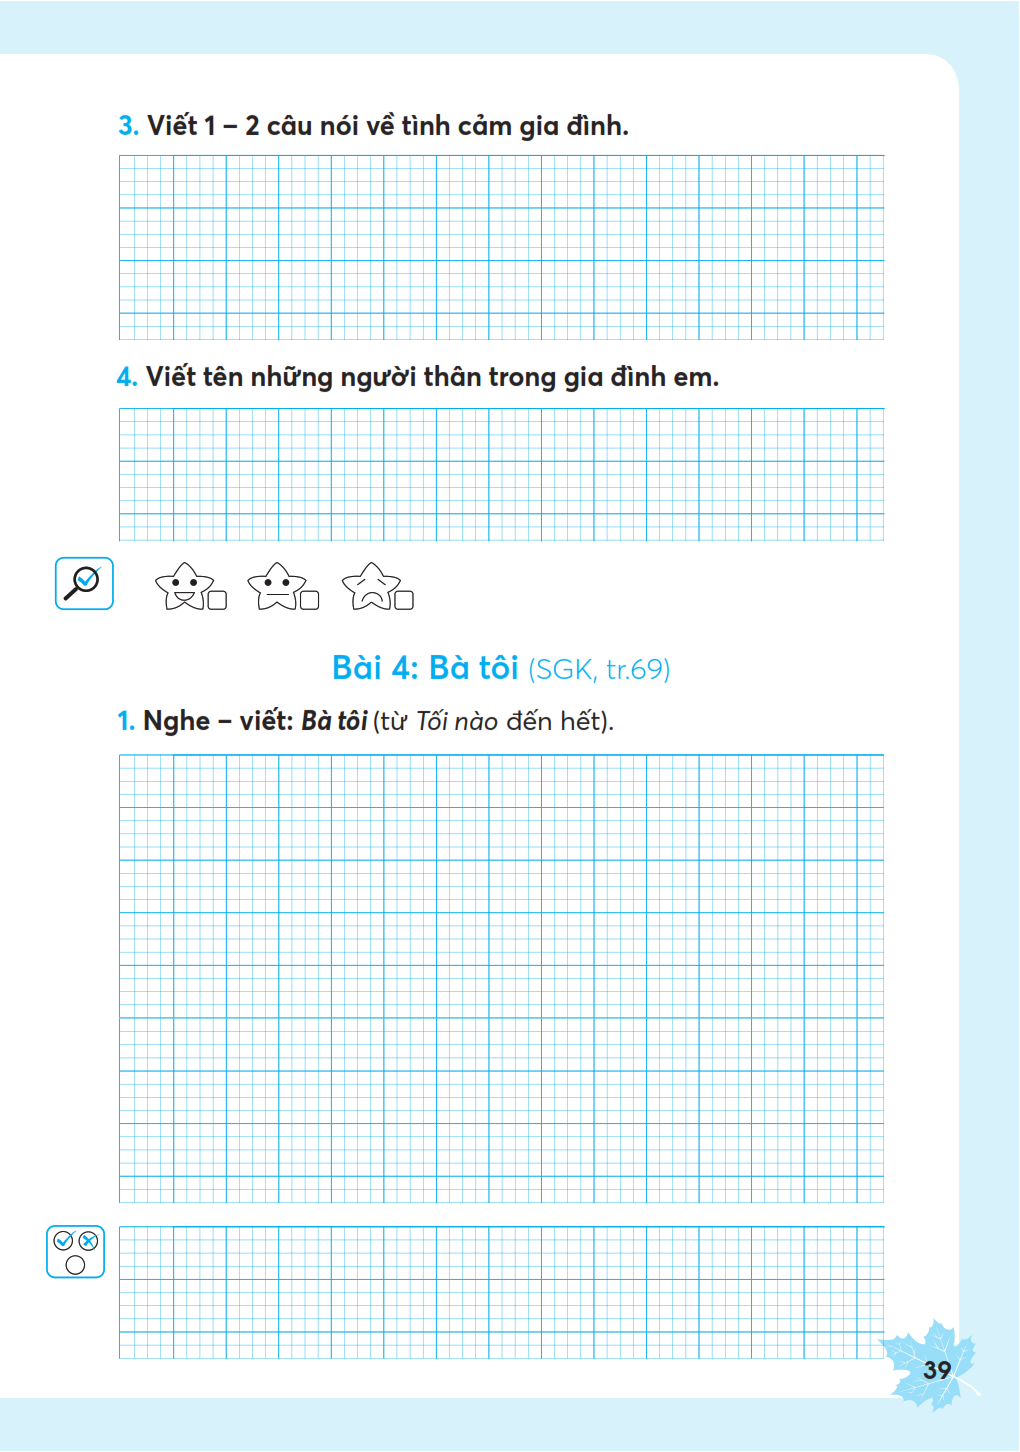 3. Viết 1 – 2 câu nói về tình cảm gia đình.
4. Viết tên những người thân trong gia đình em.
Bài 4: Bà tôi (SGK, tr.69)
1. Nghe – viết: Bà tôi (từ Tối nào đến hết).
39